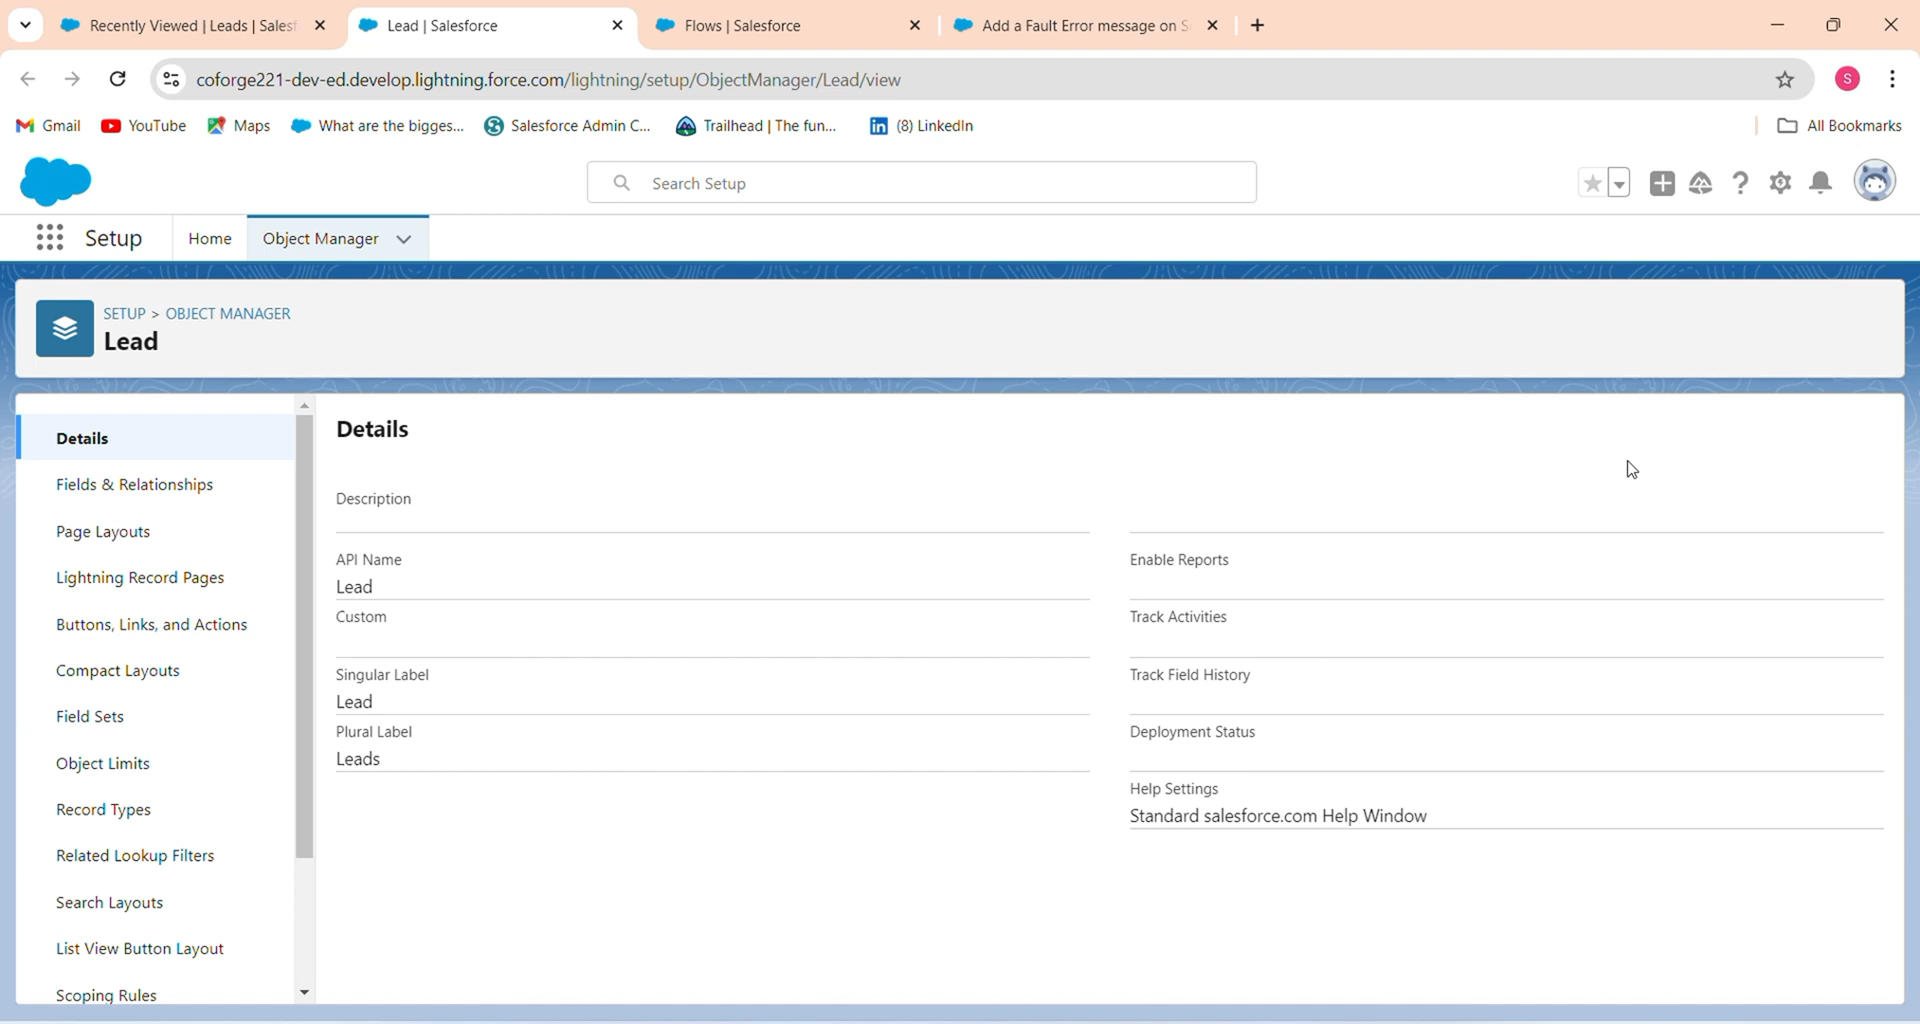 Recently Viewed | Leads | Salesf
Lead | Salesforce
Flows | Salesforce
Add a Fault Error message on S
coforge221-dev-ed.develop.lightning.force.com/lightning/setup/ObjectManager/Lead/view
S
Gmail
YouTube
Maps
What are the bigges...
Salesforce Admin C...
Trailhead | The fun...
(8) LinkedIn
All Bookmarks
Search Setup
Setup
Home
Object Manager
SETUP > OBJECT MANAGER
Lead
Details
Fields & Relationships
Page Layouts
Lightning Record Pages
Buttons, Links, and Actions
Compact Layouts
Field Sets
Object Limits
Record Types
Related Lookup Filters
Search Layouts
List View Button Layout
Scoping Rules
Details
Description
API Name
Lead
Custom
Singular Label
Lead
Plural Label
Leads
Enable Reports
Track Activities
Track Field History
Deployment Status
Help Settings
Standard salesforce.com Help Window